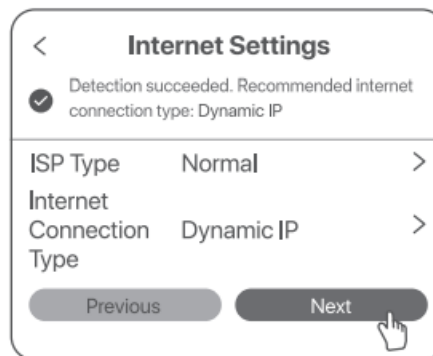 Internet Settings
Detection succeeded. Recommended internet
connection type: Dynamic IP
ISP Type Normal
Internet
Connection Dynamic IP
Type
Previous Next